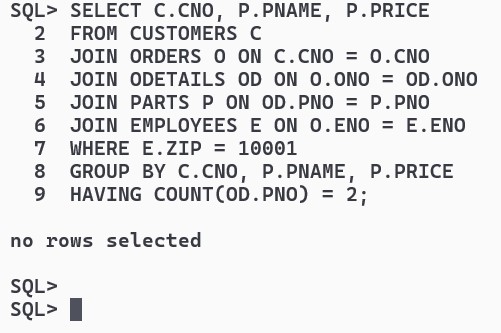 SQL> SELECT C.CNO, P.PNAME, P.PRICE
  2  FROM CUSTOMERS C
  3  JOIN ORDERS O ON C.CNO = O.CNO
  4  JOIN ODETAILS OD ON O.ONO = OD.ONO
  5  JOIN PARTS P ON OD.PNO = P.PNO
  6  JOIN EMPLOYEES E ON O.ENO = E.ENO
  7  WHERE E.ZIP = 10001
  8  GROUP BY C.CNO, P.PNAME, P.PRICE
  9  HAVING COUNT(OD.PNO) = 2;
no rows selected
SQL>
SQL>